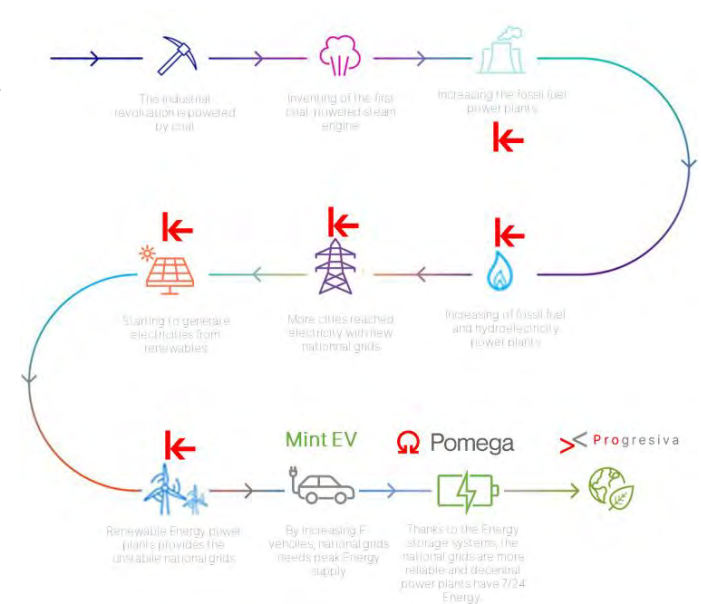 The industrial
revoluation is powered
by coal
Inventing of the first
coal-powered steam
engine
Increasing the fossil fuel
power plants
Starting to generate
electricities from
renewables
More cities reached
electricity with new
nationnal grids
Increasing of fossil fuel
and hydroelectricity
power plants
Mint EV
Pomega
Progresiva
Renewable Energy power
plants provides the
unstabile national grids
By increasing E
vehicles, national grids
needs peak Energy
supply
Thanks to the Energy
storage systems, the
national grids are more
reliable and decentral
power plants have 7/24
Energy.